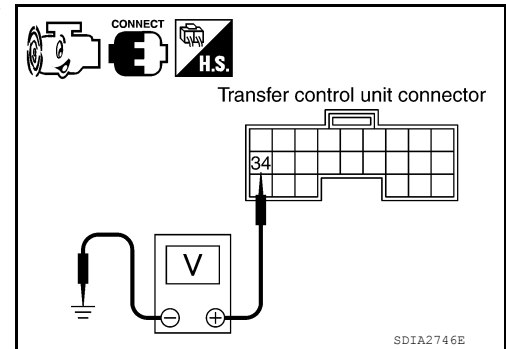 CONNECT
H.S.
Transfer control unit connector
34
V
− +
SDIA2746E